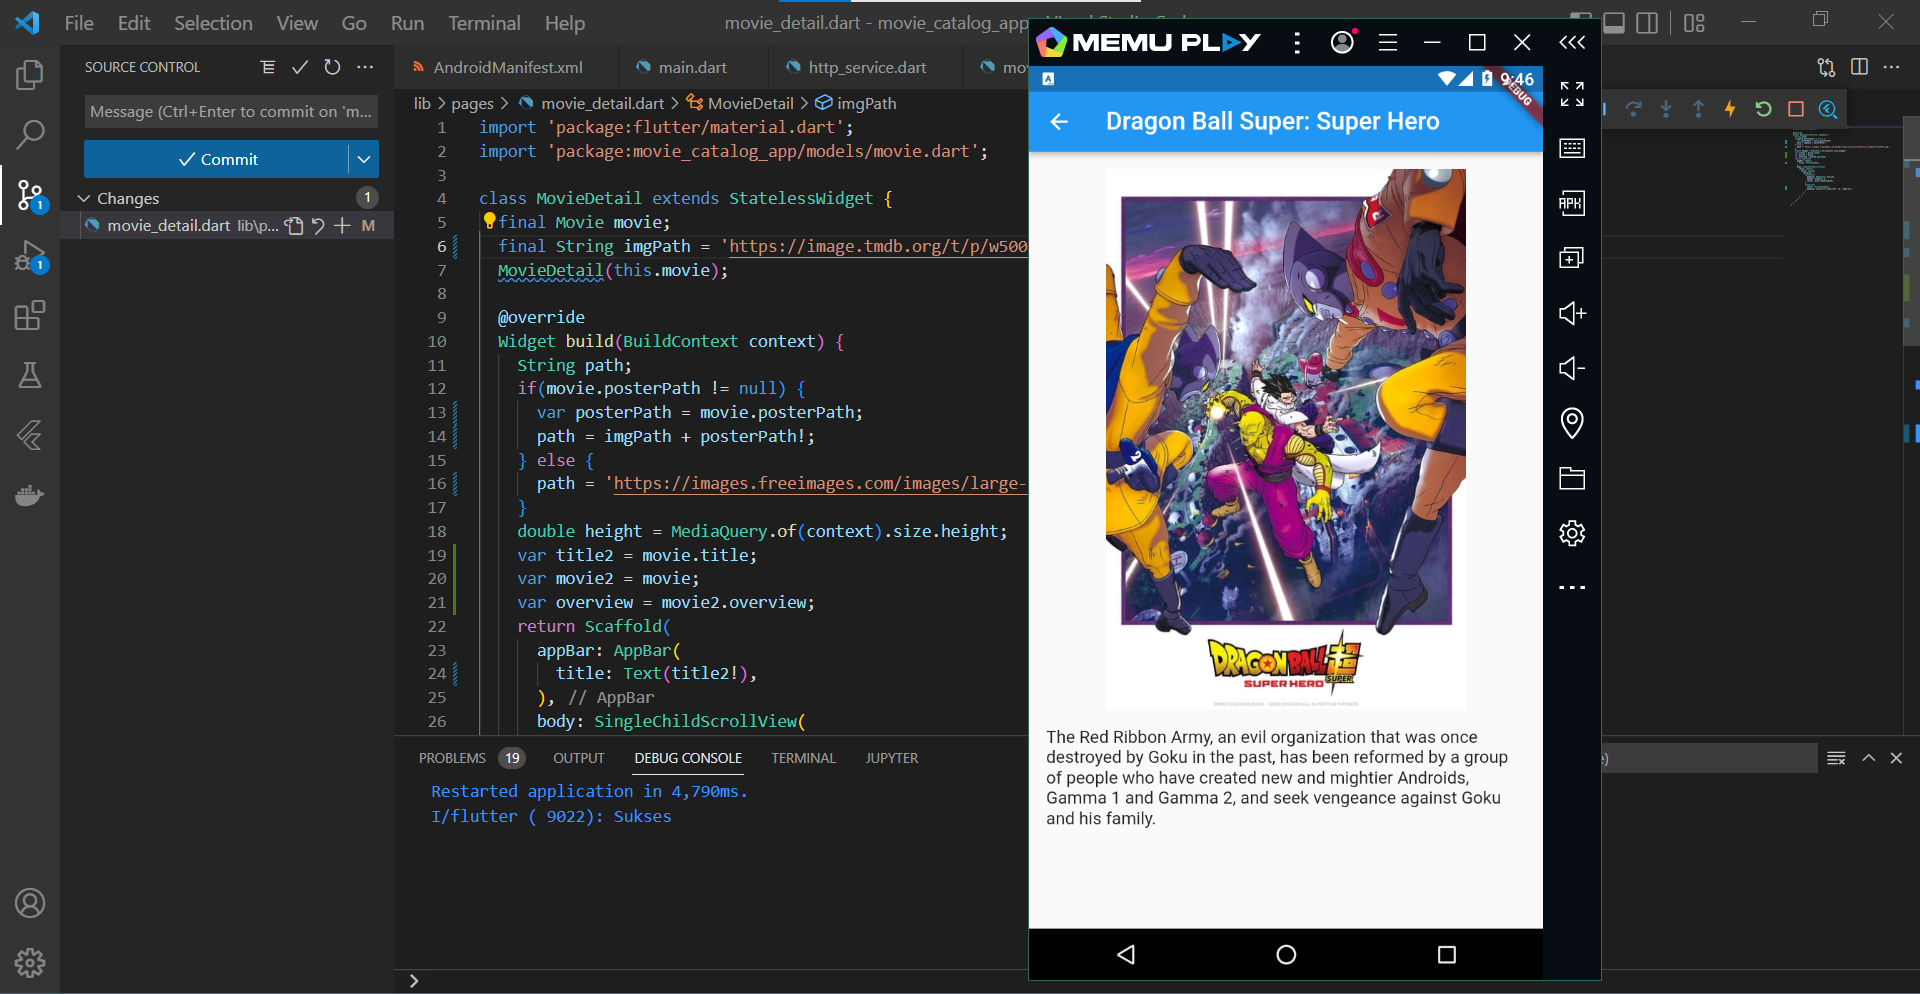 File Edit Selection View Go Run Terminal Help
movie_detail.dart - movie_catalog_app
SOURCE CONTROL
Message (Ctrl+Enter to commit on 'm...
Commit
Changes
1
movie_detail.dart lib\p... M
1
1
AndroidManifest.xml main.dart http_service.dart mo
lib > pages > movie_detail.dart > MovieDetail > imgPath
1 import 'package:flutter/material.dart';
2 import 'package:movie_catalog_app/models/movie.dart';
3
4 class MovieDetail extends StatelessWidget {
5 final Movie movie;
6 final String imgPath = 'https://image.tmdb.org/t/p/w500
7 MovieDetail(this.movie);
8
9 @override
10 Widget build(BuildContext context) {
11 String path;
12 if(movie.posterPath != null) {
13 var posterPath = movie.posterPath;
14 path = imgPath + posterPath!;
15 } else {
16 path = 'https://images.freeimages.com/images/large-
17 }
18 double height = MediaQuery.of(context).size.height;
19 var title2 = movie.title;
20 var movie2 = movie;
21 var overview = movie2.overview;
22 return Scaffold(
23 appBar: AppBar(
24 title: Text(title2!),
25 ), // AppBar
26 body: SingleChildScrollView(
PROBLEMS 19 OUTPUT DEBUG CONSOLE TERMINAL JUPYTER
Restarted application in 4,790ms.
I/flutter ( 9022): Sukses
MEMU PLAY
A
9:46
DEBUG
Dragon Ball Super: Super Hero
2
DRAGON BALL 超
SUPER
SUPER HERO
The Red Ribbon Army, an evil organization that was once
destroyed by Goku in the past, has been reformed by a group
of people who have created new and mightier Androids,
Gamma 1 and Gamma 2, and seek vengeance against Goku
and his family.
APK
e)